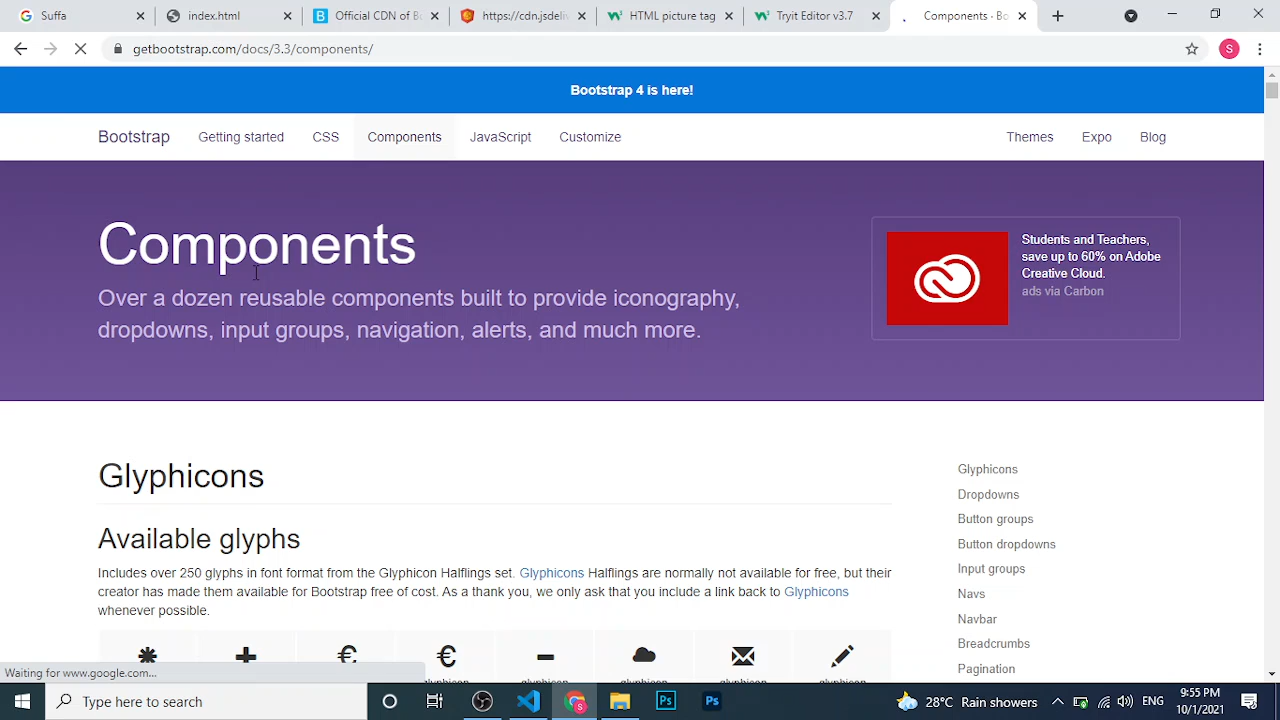 Suffa
index.html
Official CDN of Bo
https://cdn.jsdeliv
HTML picture tag
Tryit Editor v3.7
Components · Bo
getbootstrap.com/docs/3.3/components/
S
Bootstrap 4 is here!
Bootstrap
Getting started
CSS
Components
JavaScript
Customize
Themes
Expo
Blog
Components
Over a dozen reusable components built to provide iconography,
dropdowns, input groups, navigation, alerts, and much more.
Students and Teachers,
save up to 60% on Adobe
Creative Cloud.
ads via Carbon
Glyphicons
Available glyphs
Includes over 250 glyphs in font format from the Glyphicon Halflings set. Glyphicons Halflings are normally not available for free, but their
creator has made them available for Bootstrap free of cost. As a thank you, we only ask that you include a link back to Glyphicons
whenever possible.
Glyphicons
Dropdowns
Button groups
Button dropdowns
Input groups
Navs
Navbar
Breadcrumbs
Pagination
Waiting for www.google.com...
Type here to search
Ps
Ps
28°C Rain showers
ENG
9:55 PM
10/1/2021